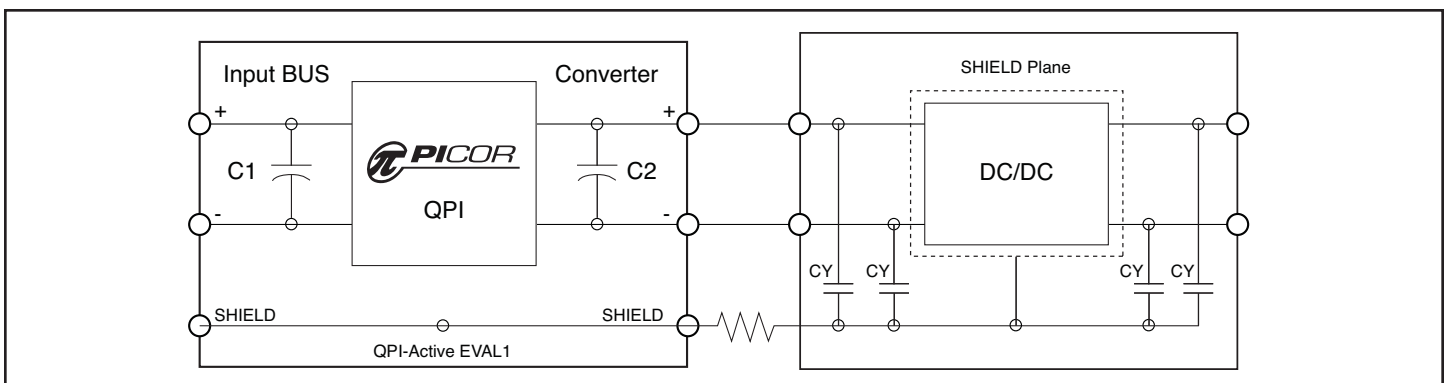 Input BUS
Converter
SHIELD Plane
+
+
C1
π PICOR
C2
DC/DC
QPI
-
-
CY
CY
CY
CY
SHIELD
SHIELD
QPI-Active EVAL1